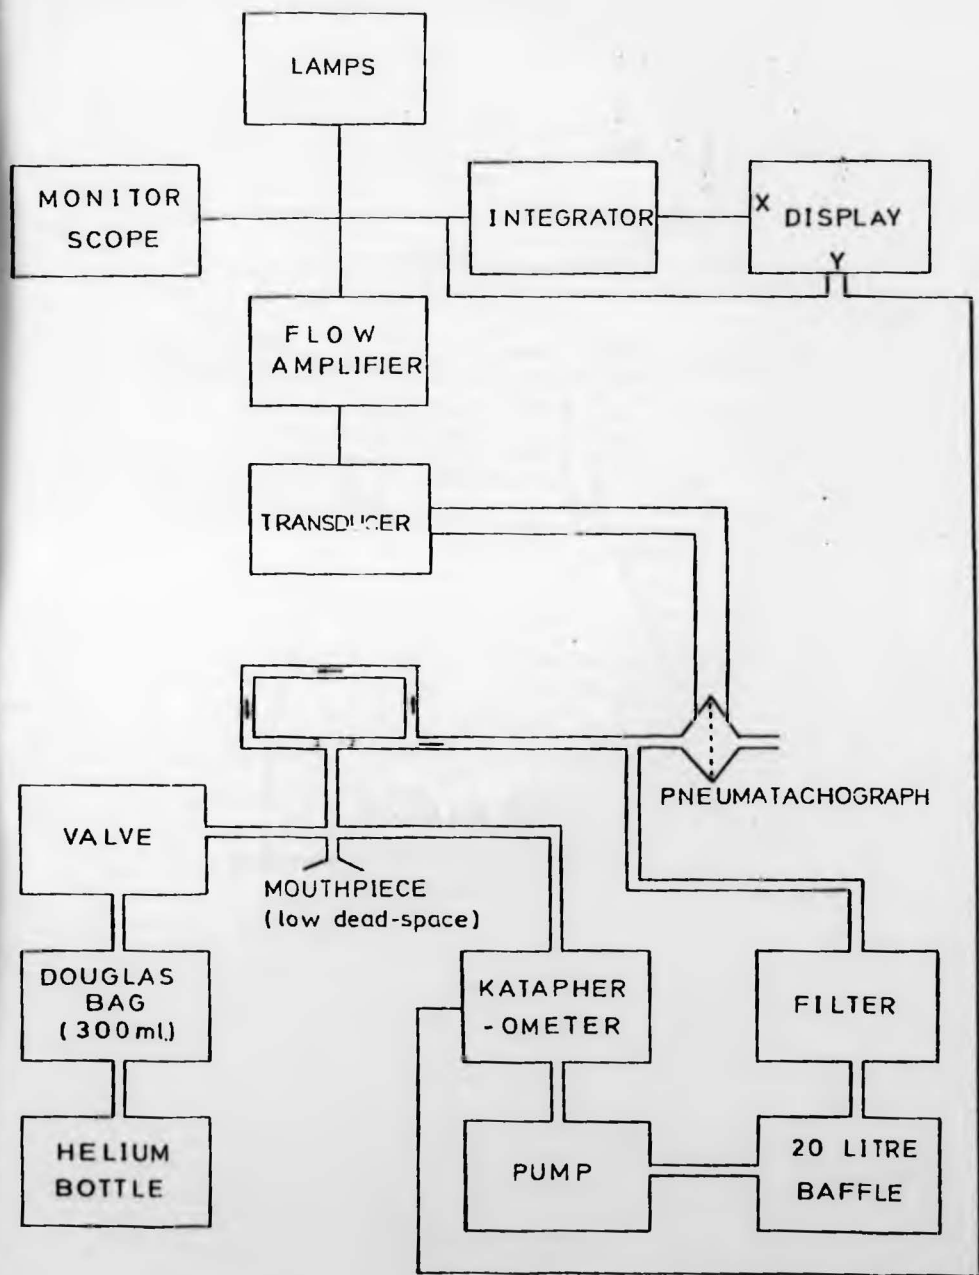 LAMPS
MONITOR
SCOPE
INTEGRATOR
X
DISPLAY
Y
FLOW
AMPLIFIER
TRANSDUCER
PNEUMATACHOGRAPH
VALVE
MOUTHPIECE
(low dead-space)
DOUGLAS
BAG
(300ml.)
KATAPHER
-OMETER
FILTER
HELIUM
BOTTLE
PUMP
20 LITRE
BAFFLE